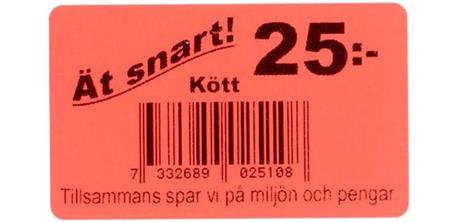 Ät snart! 25:-
Kött
7 332689 025108
Tillsammans spar vi på miljön och pengar